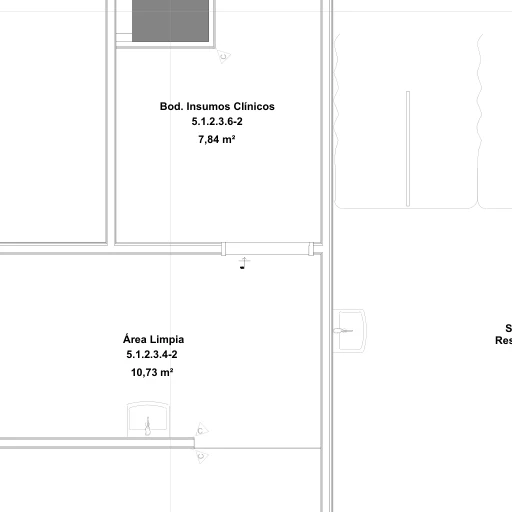 Bod. Insumos Clínicos
5.1.2.3.6-2
7,84 m²
Área Limpia
5.1.2.3.4-2
10,73 m²
S
Res